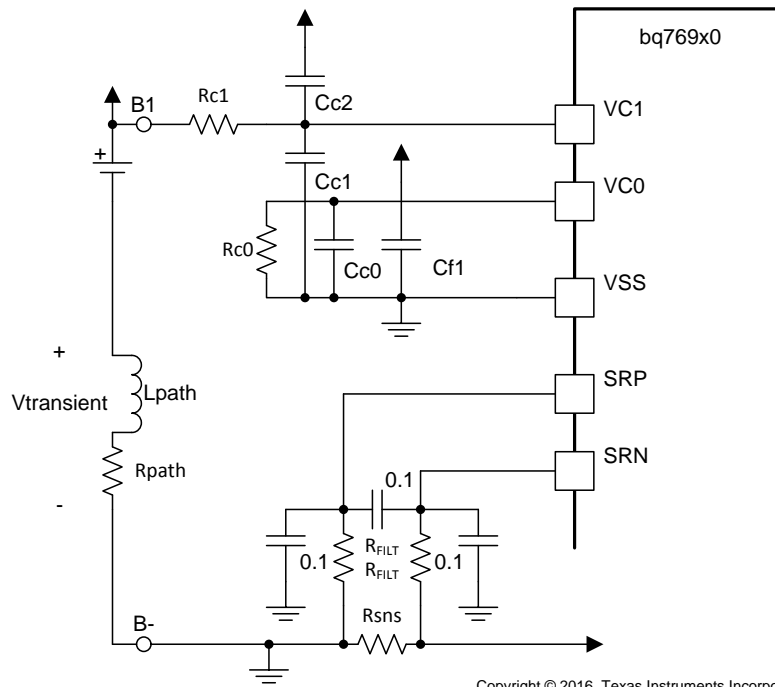 bq769x0
B1
Rc1
Cc2
VC1
+
Cc1
VC0
Rc0
Cc0
Cf1
VSS
+
Vtransient
Lpath
SRP
Rpath
SRN
0.1
-
0.1
RFILT
RFILT
0.1
Rsns
B-
Copyright © 2016, Texas Instruments Incorpo